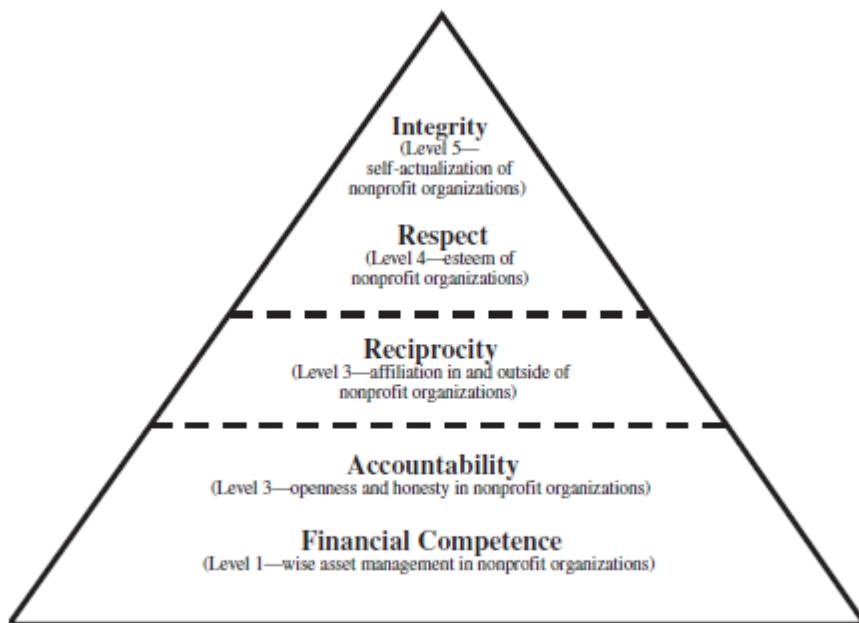 Integrity
(Level 5—
self-actualization of
nonprofit organizations)
Respect
(Level 4—esteem of
nonprofit organizations)
Reciprocity
(Level 3—affiliation in and outside of
nonprofit organizations)
Accountability
(Level 3—openness and honesty in nonprofit organizations)
Financial Competence
(Level 1—wise asset management in nonprofit organizations)